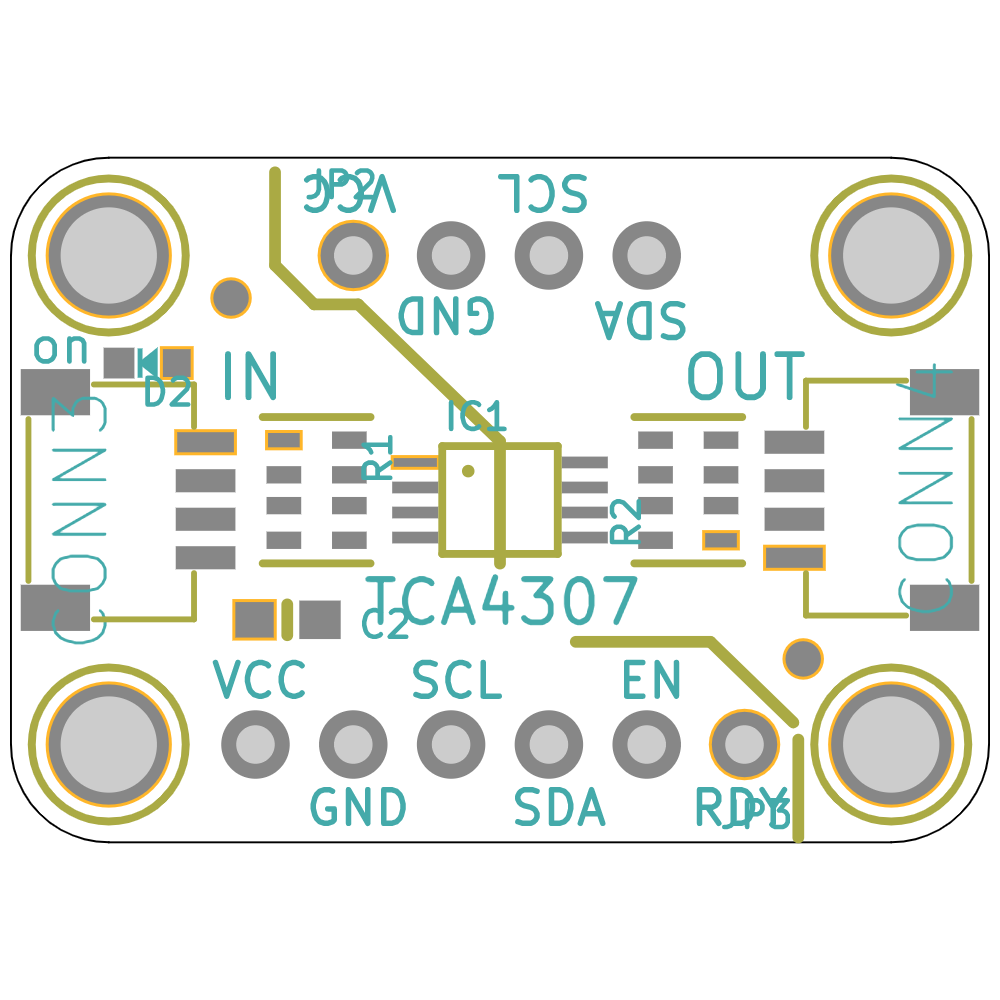 JP2
VCC SCL
GND SDA
on
IN OUT
D2
CONN3
CONN4
IC1
R1
R2
TCA4307
C2
VCC SCL EN
GND SDA RDY
JP3